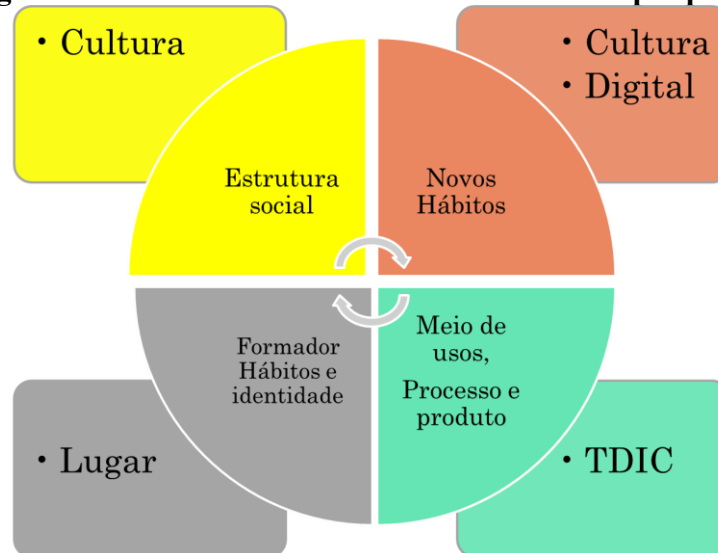 • Cultura
• Cultura
• Digital
Estrutura
social
Novos
Hábitos
Formador
Hábitos e
identidade
Meio de
usos,
Processo e
produto
• Lugar
• TDIC